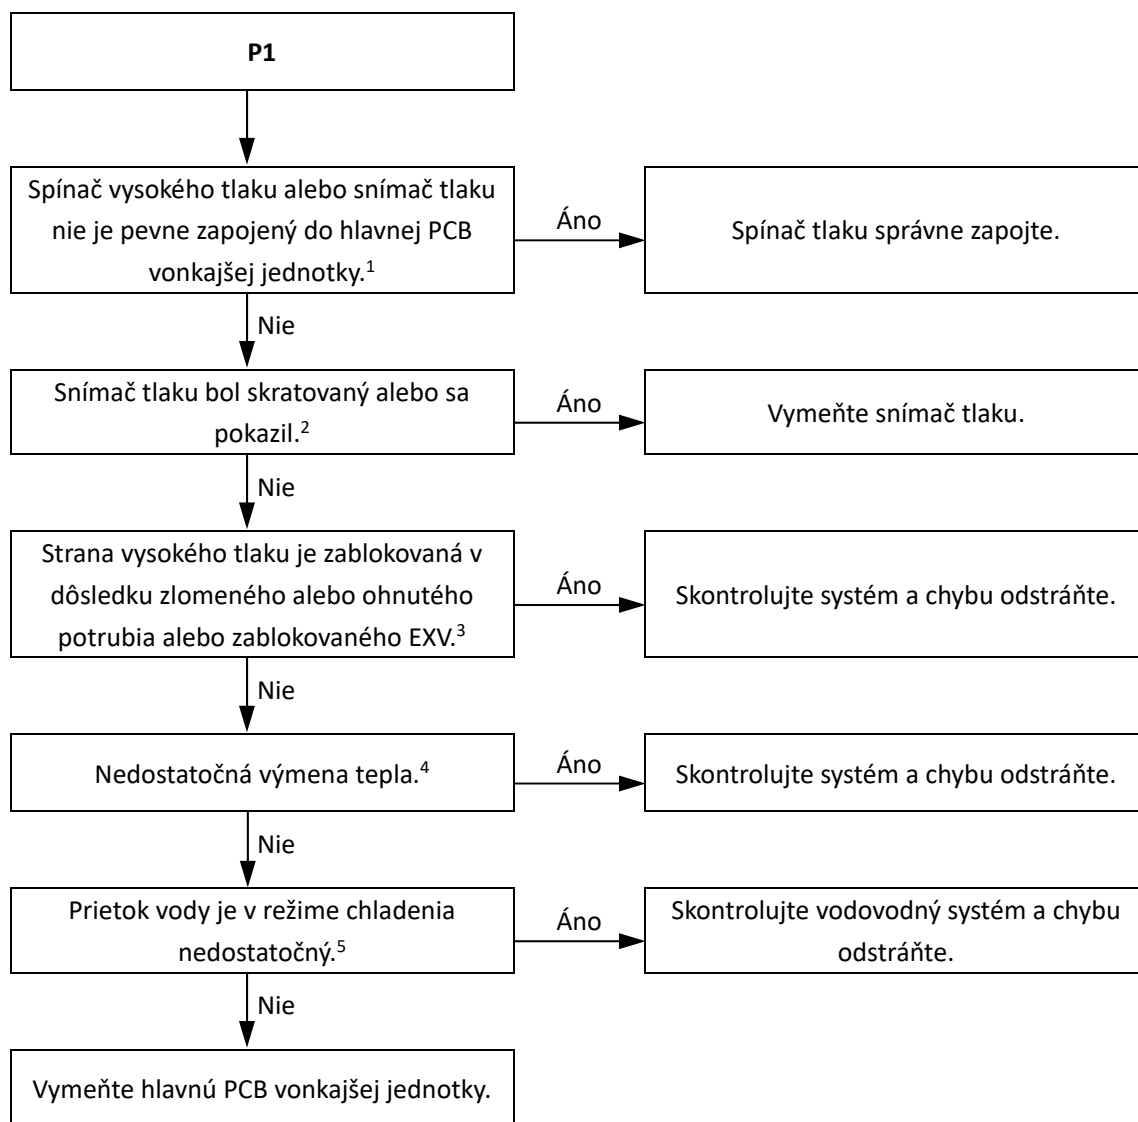 P1
Spínač vysokého tlaku alebo snímač tlaku
nie je pevne zapojený do hlavnej PCB
vonkajšej jednotky.1
Áno
Spínač tlaku správne zapojte.
Nie
Snímač tlaku bol skratovaný alebo sa
pokazil.2
Áno
Vymeňte snímač tlaku.
Nie
Strana vysokého tlaku je zablokovaná v
dôsledku zlomeného alebo ohnutého
potrubia alebo zablokovaného EXV.3
Áno
Skontrolujte systém a chybu odstráňte.
Nie
Nedostatočná výmena tepla.4
Áno
Skontrolujte systém a chybu odstráňte.
Nie
Prietok vody je v režime chladenia
nedostatočný.5
Áno
Skontrolujte vodovodný systém a chybu
odstráňte.
Nie
Vymeňte hlavnú PCB vonkajšej jednotky.